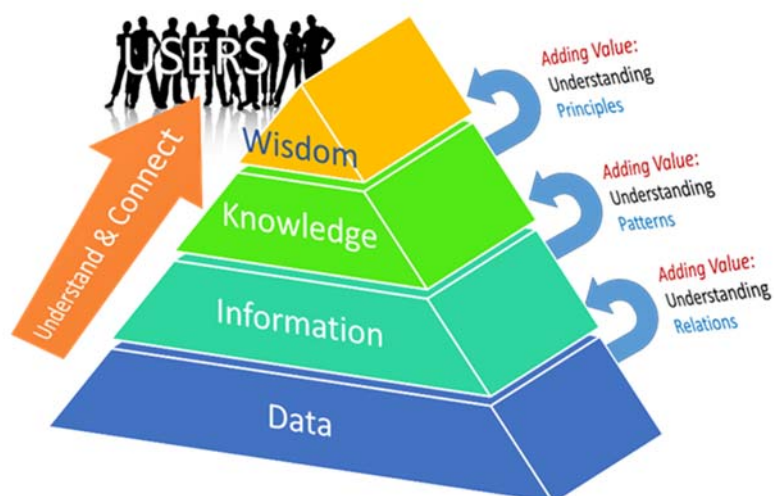 USERS
Understand & Connect
Wisdom
Knowledge
Information
Data
Adding Value:
Understanding
Principles
Adding Value:
Understanding
Patterns
Adding Value:
Understanding
Relations